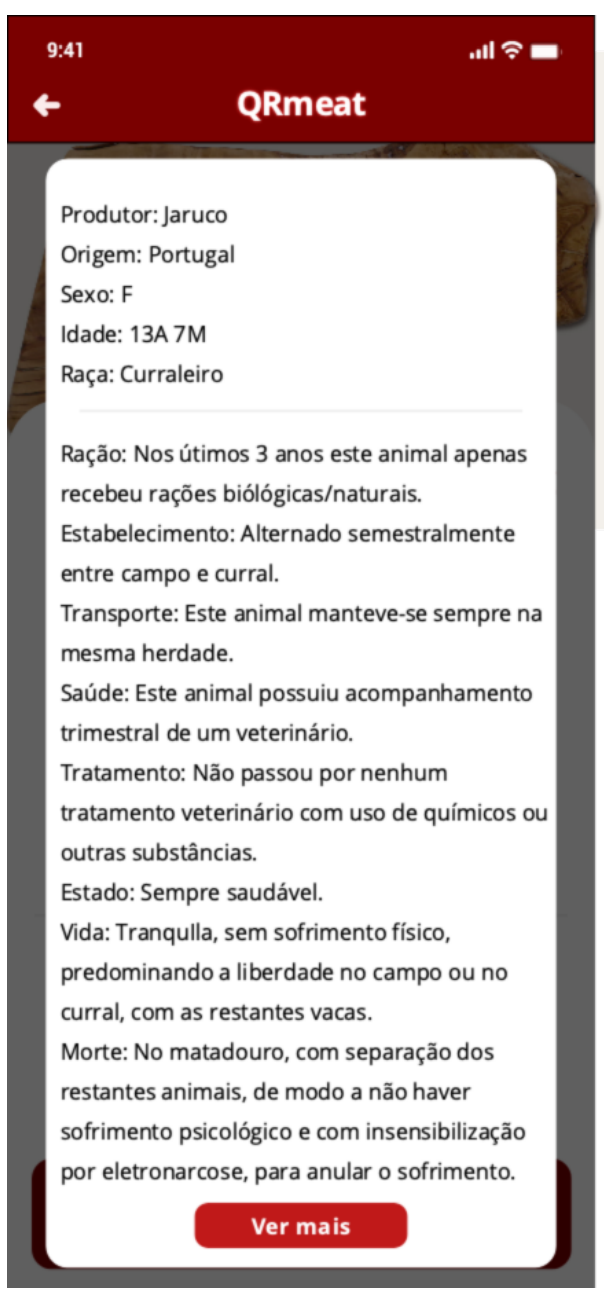 9:41
QRmeat
Produtor: Jaruco
Origem: Portugal
Sexo: F
Idade: 13A 7M
Raça: Curraleiro
Ração: Nos útimos 3 anos este animal apenas
recebeu rações biólógicas/naturais.
Estabelecimento: Alternado semestralmente
entre campo e curral.
Transporte: Este animal manteve-se sempre na
mesma herdade.
Saúde: Este animal possuiu acompanhamento
trimestral de um veterinário.
Tratamento: Não passou por nenhum
tratamento veterinário com uso de químicos ou
outras substâncias.
Estado: Sempre saudável.
Vida: TranquIla, sem sofrimento físico,
predominando a liberdade no campo ou no
curral, com as restantes vacas.
Morte: No matadouro, com separação dos
restantes animais, de modo a não haver
sofrimento psicológico e com insensibilização
por eletronarcose, para anular o sofrimento.
Ver mais